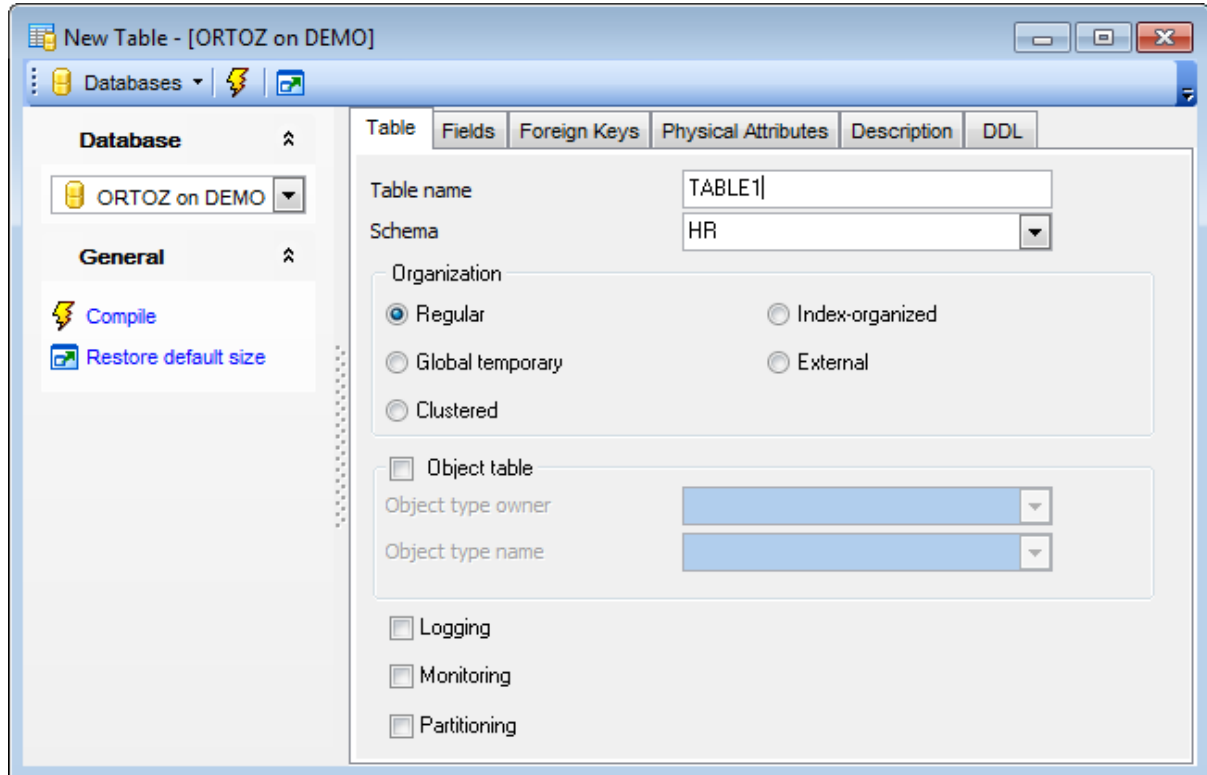 New Table - [ORTOZ on DEMO]
Databases
Database
ORTOZ on DEMO
General
Compile
Restore default size
Table Fields Foreign Keys Physical Attributes Description DDL
Table name TABLE1
Schema HR
Organization
Regular Index-organized
Global temporary External
Clustered
Object table
Object type owner
Object type name
Logging
Monitoring
Partitioning